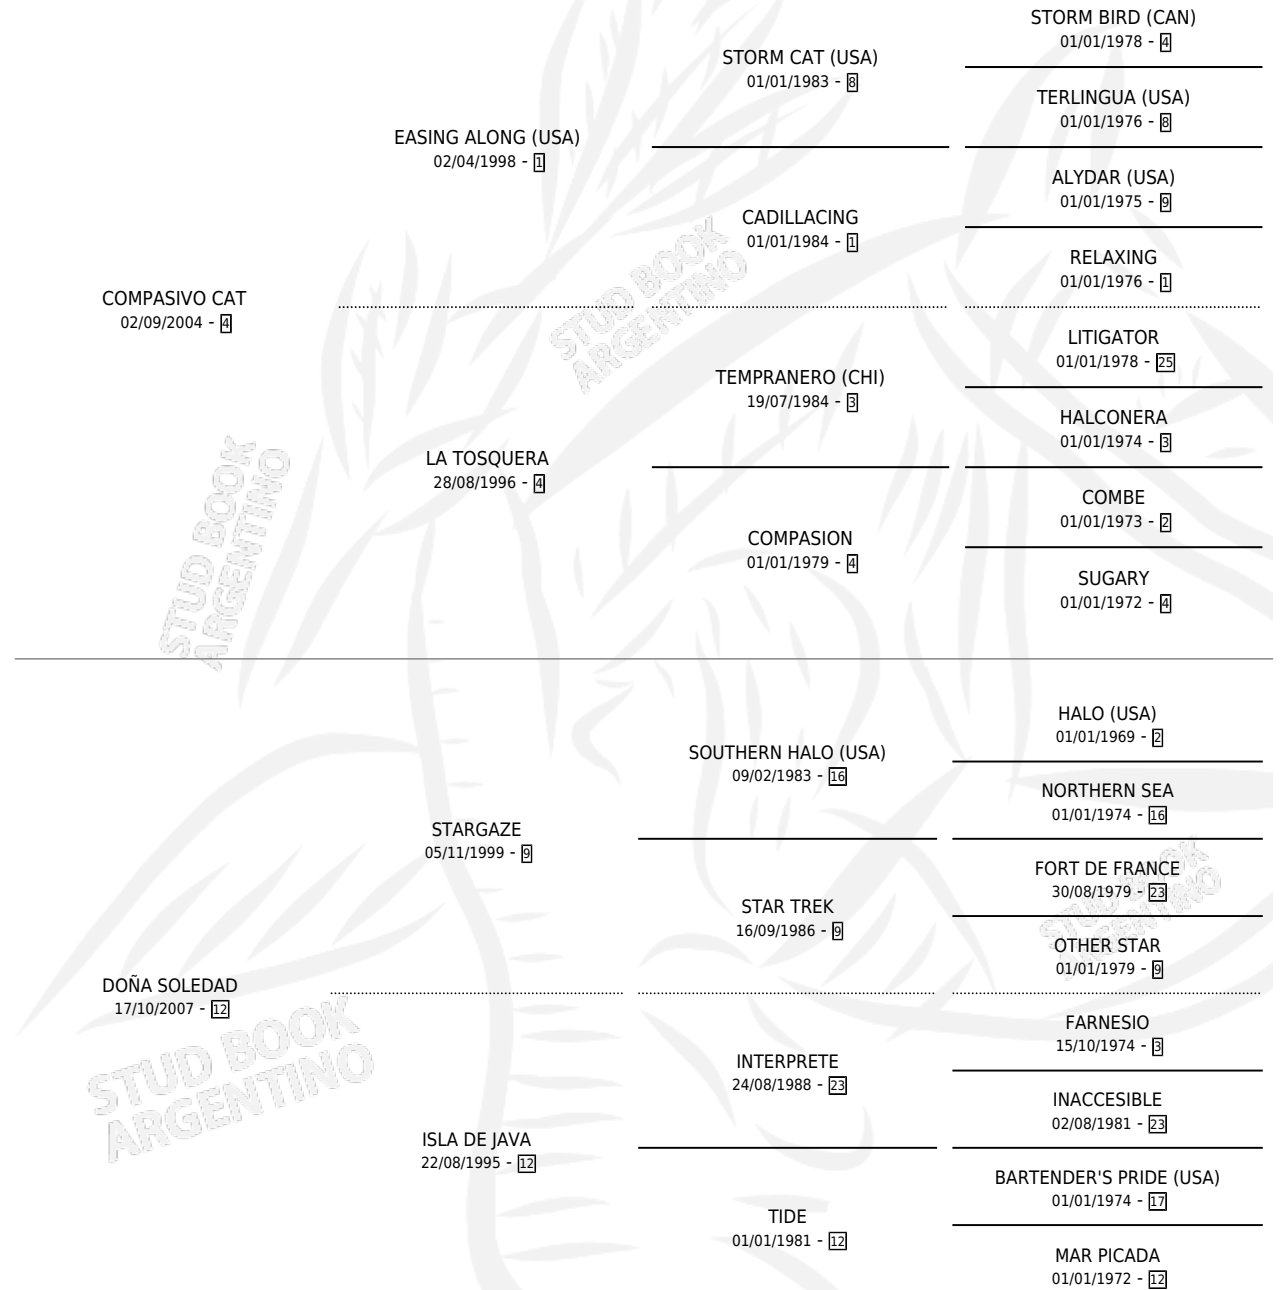 STORM BIRD (CAN)
01/01/1978 - 4
STORM CAT (USA)
01/01/1983 - 8
TERLINGUA (USA)
01/01/1976 - 8
EASING ALONG (USA)
02/04/1998 - 1
ALYDAR (USA)
01/01/1975 - 9
CADILLACING
01/01/1984 - 1
RELAXING
01/01/1976 - 1
COMPASIVO CAT
02/09/2004 - 4
LITIGATOR
01/01/1978 - 25
TEMPRANERO (CHI)
19/07/1984 - 3
HALCONERA
01/01/1974 - 3
LA TOSQUERA
28/08/1996 - 4
COMBE
01/01/1973 - 2
COMPASION
01/01/1979 - 4
SUGARY
01/01/1972 - 4
HALO (USA)
01/01/1969 - 2
SOUTHERN HALO (USA)
09/02/1983 - 16
NORTHERN SEA
01/01/1974 - 16
STARGAZE
05/11/1999 - 9
FORT DE FRANCE
30/08/1979 - 23
STAR TREK
16/09/1986 - 9
OTHER STAR
01/01/1979 - 9
DOÑA SOLEDAD
17/10/2007 - 12
FARNESIO
15/10/1974 - 3
INTERPRETE
24/08/1988 - 23
INACCESIBLE
02/08/1981 - 23
ISLA DE JAVA
22/08/1995 - 12
BARTENDER'S PRIDE (USA)
01/01/1974 - 17
TIDE
01/01/1981 - 12
MAR PICADA
01/01/1972 - 12
STUD BOOK
ARGENTINO
STUD BOOK
ARGENTINO
STUD BOOK
ARGENTINO
STUD BOOK
ARGENTINO